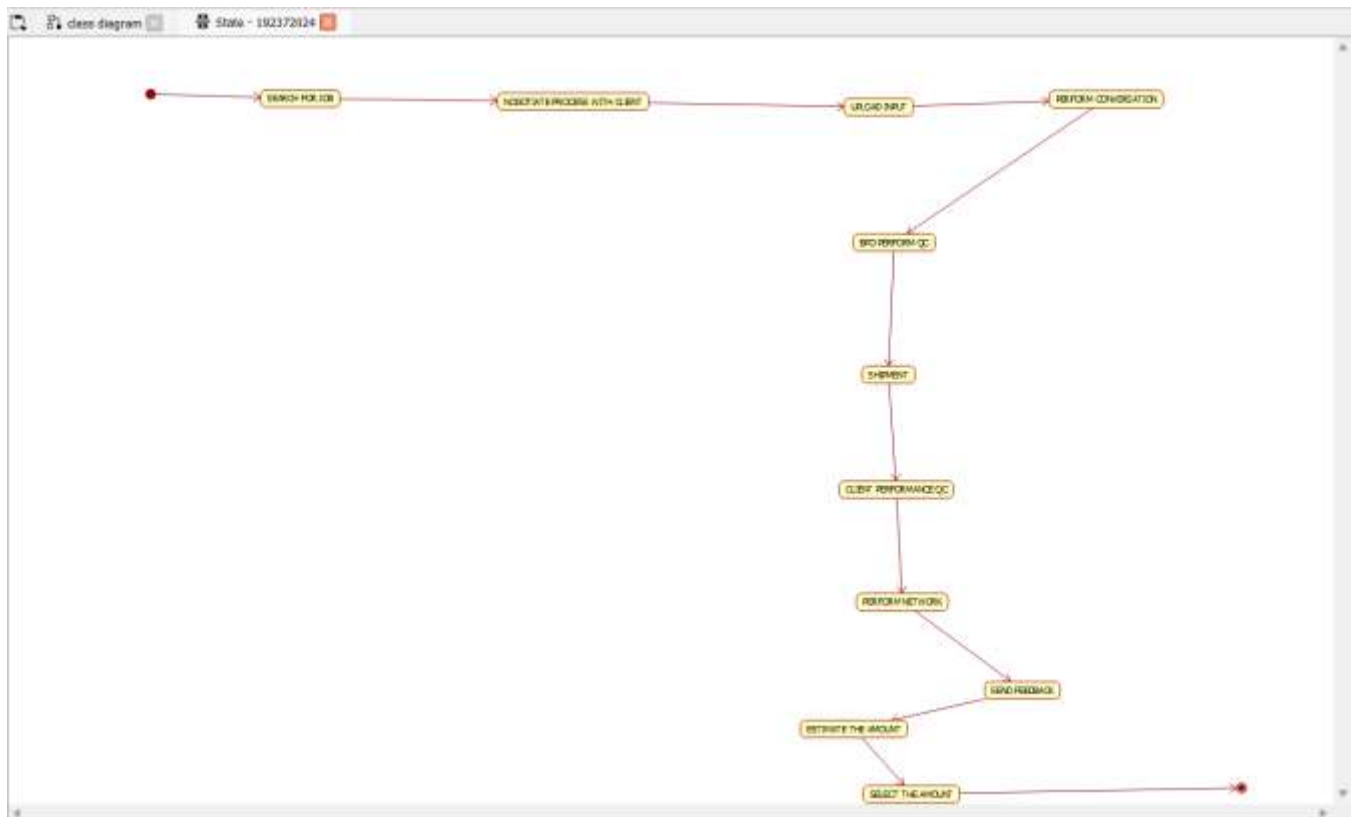 class diagram
State - 192372024
SEARCH FOR JOB
NOGOTIATE PROCESS WITH CLIENT
UPLOAD INPUT
PERFORM CONVERSATION
BPO PERFORM QC
SHIPMENT
CLIENT PERFORMANCE QC
PERFORM NETWORK
SEND FEEDBACK
ESTIMATE THE AMOUNT
SELECT THE AMOUNT